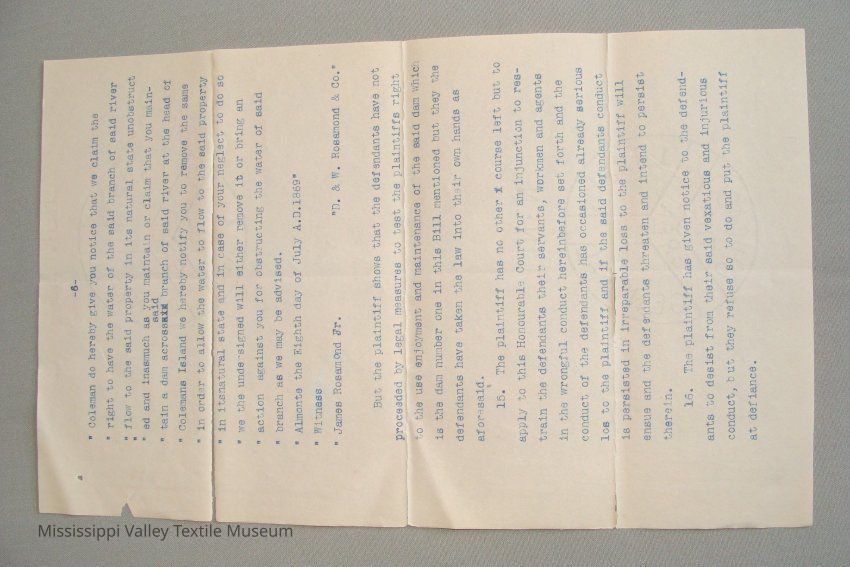 -6-
" Coleman do hereby give you notice that we claim the
" right to have the water of the said branch of said river
" flow to the said property in its natural state unobstruct
" ed and inasmuch as you maintain or claim that you main-
said
" tain a dam across branch of said river at the head of
" Colemans Island we hereby notify you to remove the same
" in order to allow the water to flow to the said property
" in itsnatural state and in case of your neglect to do so
" we the under-signed will either remove it or bring an
" action against you for obstructing the water of said
" branch as we may be advised.
" Almonte the Eighth day of July A.D.1869"
" Witness
" James Rosamond Jr. "B. & W. Rosamond & Co."
But the plaintiff shows that the defendants have not
proceeded by legal measures to test the plaintiffs right
to the use enjoyment and maintenance of the said dam which
is the dam number one in this Bill mentioned but they the
defendants have taken the law into their own hands as
aforesaid.
15. The plaintiff has no other course left but to
apply to this Honourable Court for an injunction to res-
train the defendants their servants, workmen and agents
in the wrongful conduct hereinbefore set forth and the
conduct of the defendants has occasioned already serious
los to the plaintiff and if the said defendants conduct
is persisted in irreparable loss to the plaintiff will
ensue and the defendants threaten and intend to persist
therein.
16. The plaintiff has given notice to the defend-
ants to desist from their said vexatious and injurious
conduct, but they refuse so to do and put the plaintiff
at defiance.
Mississippi Valley Textile Museum